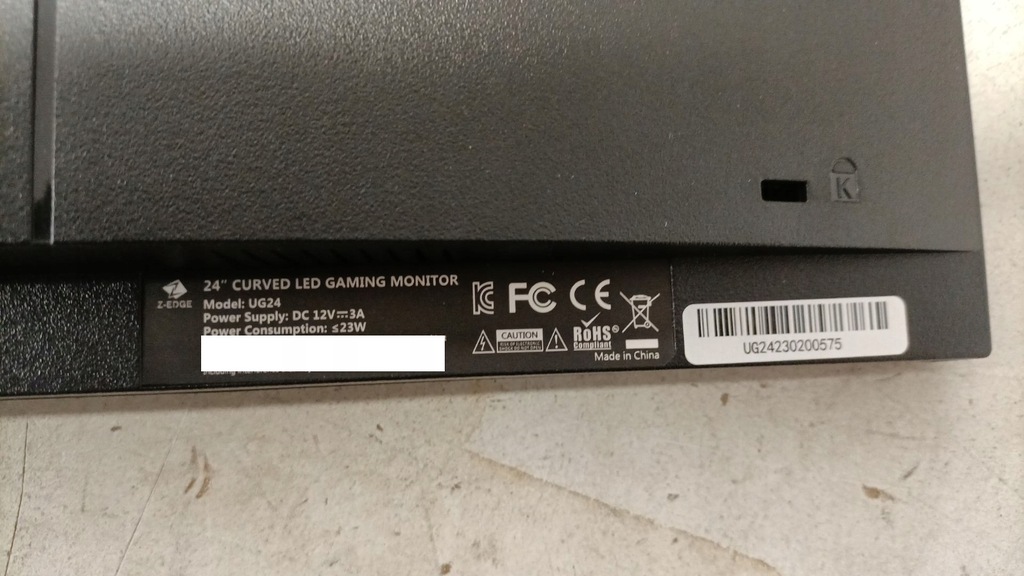 K
Z-EDGE
24" CURVED LED GAMING MONITOR
Model: UG24
Power Supply: DC 12V⎓3A
Power Consumption: ≤23W
FC CE
CAUTION
RoHS®
Compliant
Made in China
UG24230200575